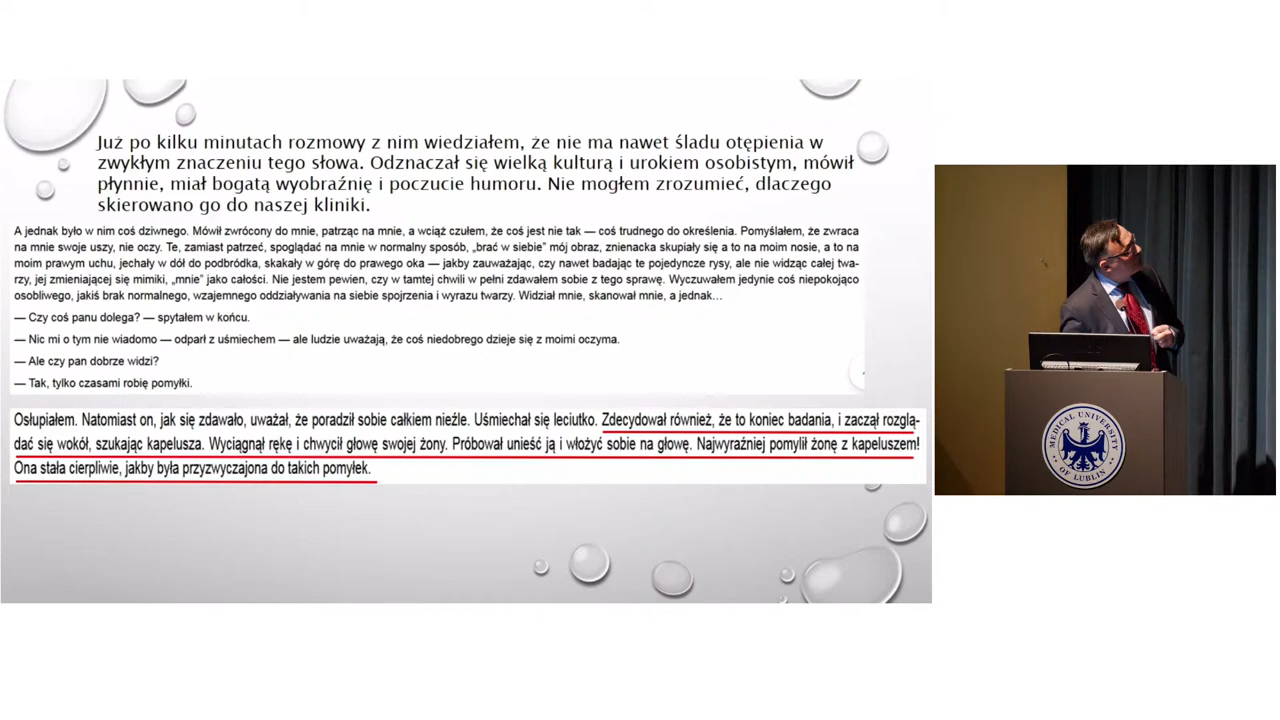 Już po kilku minutach rozmowy z nim wiedziałem, że nie ma nawet śladu otępienia w
zwykłym znaczeniu tego słowa. Odznaczał się wielką kulturą i urokiem osobistym, mówił
płynnie, miał bogatą wyobraźnię i poczucie humoru. Nie mogłem zrozumieć, dlaczego
skierowano go do naszej kliniki.
A jednak było w nim coś dziwnego. Mówił zwrócony do mnie, patrząc na mnie, a wciąż czułem, że coś jest nie tak — coś trudnego do określenia. Pomyślałem, że zwraca
na mnie swoje uszy, nie oczy. Te, zamiast patrzeć, spoglądać na mnie w normalny sposób, „brać w siebie” mój obraz, znienacka skupiały się a to na moim nosie, a to na
moim prawym uchu, jechały w dół do podbródka, skakały w górę do prawego oka — jakby zauważając, czy nawet badając te pojedyncze rysy, ale nie widząc całej twa-
rzy, jej zmieniającej się mimiki, „mnie” jako całości. Nie jestem pewien, czy w tamtej chwili w pełni zdawałem sobie z tego sprawę. Wyczuwałem jedynie coś niepokojąco
osobliwego, jakiś brak normalnego, wzajemnego oddziaływania na siebie spojrzenia i wyrazu twarzy. Widział mnie, skanował mnie, a jednak...
— Czy coś panu dolega? — spytałem w końcu.
— Nic mi o tym nie wiadomo — odparł z uśmiechem — ale ludzie uważają, że coś niedobrego dzieje się z moimi oczyma.
— Ale czy pan dobrze widzi?
— Tak, tylko czasami robię pomyłki.
Osłupiałem. Natomiast on, jak się zdawało, uważał, że poradził sobie całkiem nieźle. Uśmiechał się leciutko. Zdecydował również, że to koniec badania, i zaczął rozglą-
dać się wokół, szukając kapelusza. Wyciągnął rękę i chwycił głowę swojej żony. Próbował unieść ją i włożyć sobie na głowę. Najwyraźniej pomylił żonę z kapeluszem!
Ona stała cierpliwie, jakby była przyzwyczajona do takich pomyłek.
MEDICAL UNIVERSITY
OF LUBLIN